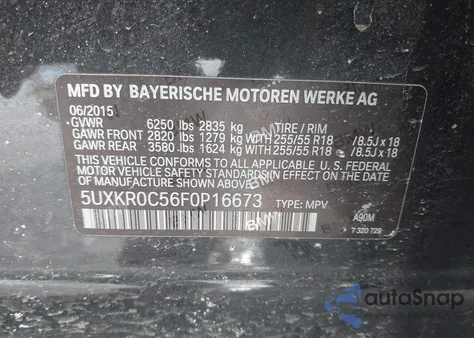 MFD BY BAYERISCHE MOTOREN WERKE AG
06/2015
GVWR 6250 lbs 2835 kg TIRE / RIM
GAWR FRONT 2820 lbs 1279 kg WITH 255/55 R18 / 8.5J x 18
GAWR REAR 3580 lbs 1624 kg WITH 255/55 R18 / 8.5J x 18
THIS VEHICLE CONFORMS TO ALL APPLICABLE U. S. FEDERAL
MOTOR VEHICLE SAFETY STANDARDS IN EFFECT ON THE DATE
OF MANUFACTURE SHOWN ABOVE.
5UXKR0C56F0P16673 TYPE: MPV
A90M
7 320 729
autoSnap